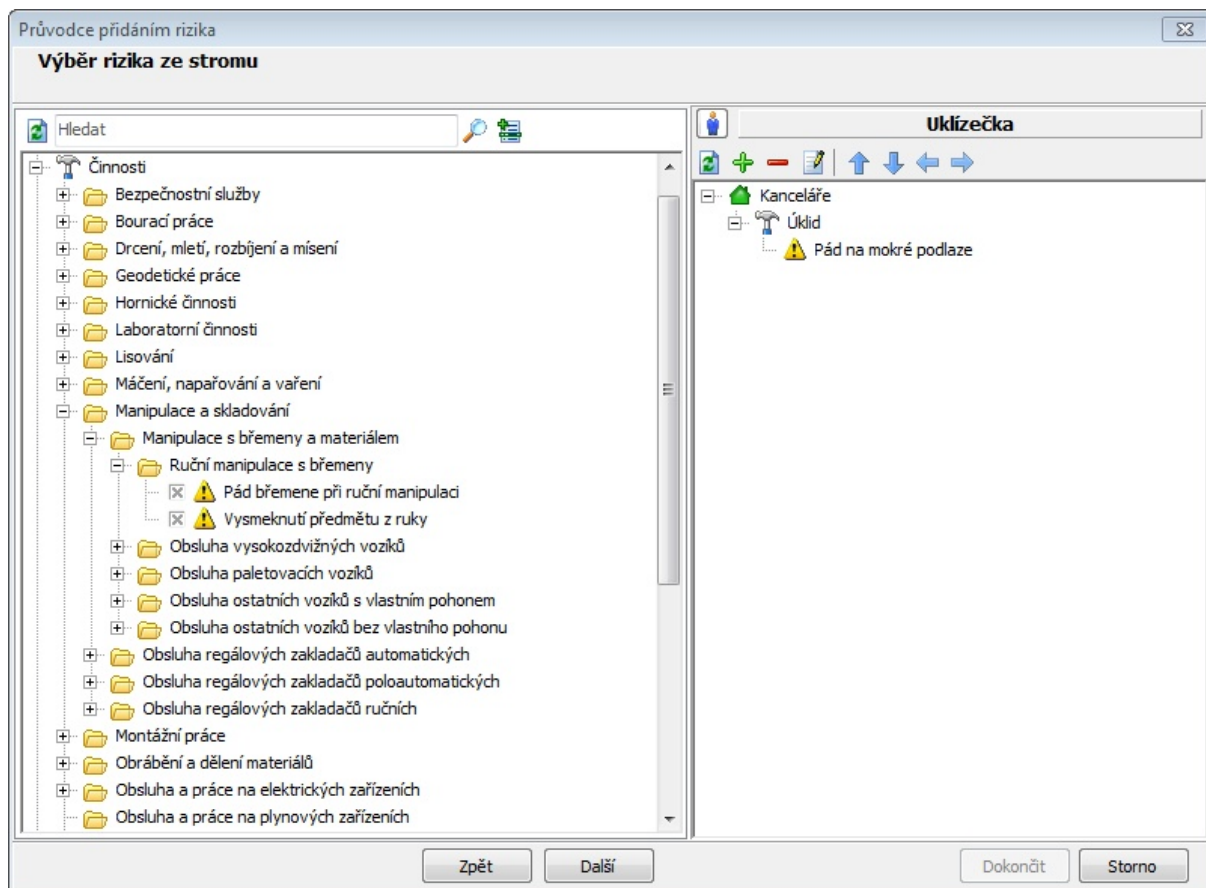 Průvodce přidáním rizika
Výběr rizika ze stromu
Hledat
Činnosti
Bezpečnostní služby
Bourací práce
Drcení, mletí, rozbíjení a mísení
Geodetické práce
Hornické činnosti
Laboratorní činnosti
Lisování
Máčení, napařování a vaření
Manipulace a skladování
Manipulace s břemeny a materiálem
Ruční manipulace s břemeny
Pád břemene při ruční manipulaci
Vysmeknutí předmětu z ruky
Obsluha vysokozdvižných vozíků
Obsluha paletovacích vozíků
Obsluha ostatních vozíků s vlastním pohonem
Obsluha ostatních vozíků bez vlastního pohonu
Obsluha regálových zakladačů automatických
Obsluha regálových zakladačů poloautomatických
Obsluha regálových zakladačů ručních
Montážní práce
Obrábění a dělení materiálů
Obsluha a práce na elektrických zařízeních
Obsluha a práce na plynových zařízeních
Uklízečka
Kanceláře
Úklid
Pád na mokré podlaze
Zpět
Další
Dokončit
Storno